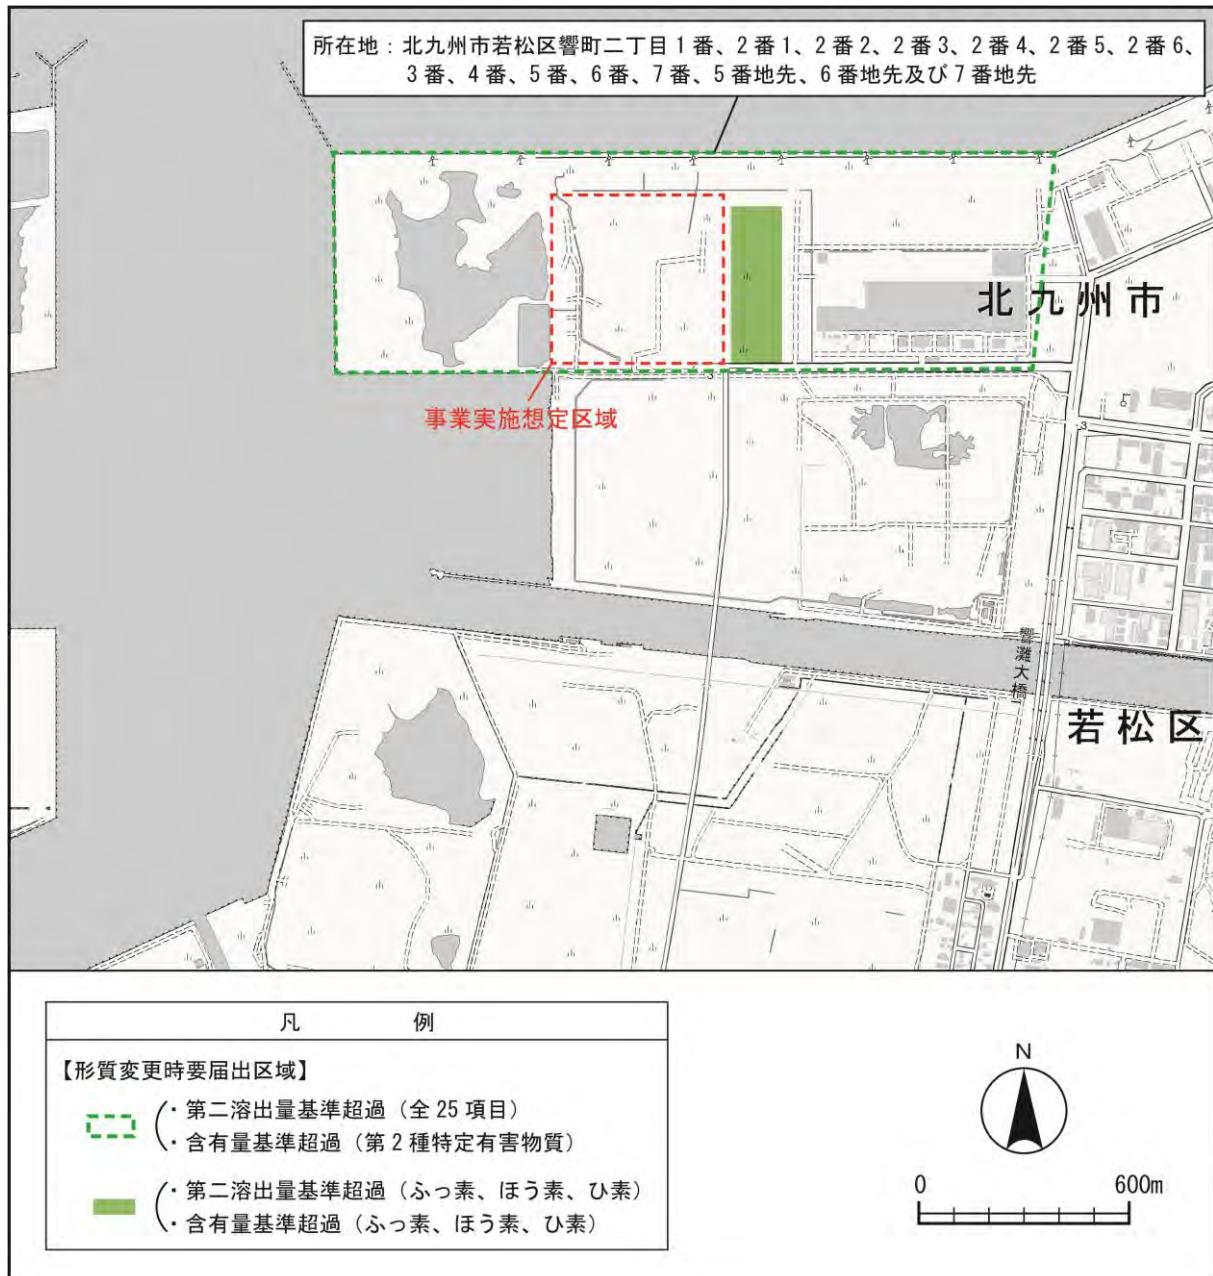 所在地：北九州市若松区響町二丁目1番、2番1、2番2、2番3、2番4、2番5、2番6、
3番、4番、5番、6番、7番、5番地先、6番地先及び7番地先
北九州市
事業実施想定区域
3
3
響灘大橋
若松区
凡 例
【形質変更時要届出区域】
・第二溶出量基準超過（全25項目）
・含有量基準超過（第2種特定有害物質）
・第二溶出量基準超過（ふっ素、ほう素、ひ素）
・含有量基準超過（ふっ素、ほう素、ひ素）
N
0 600m